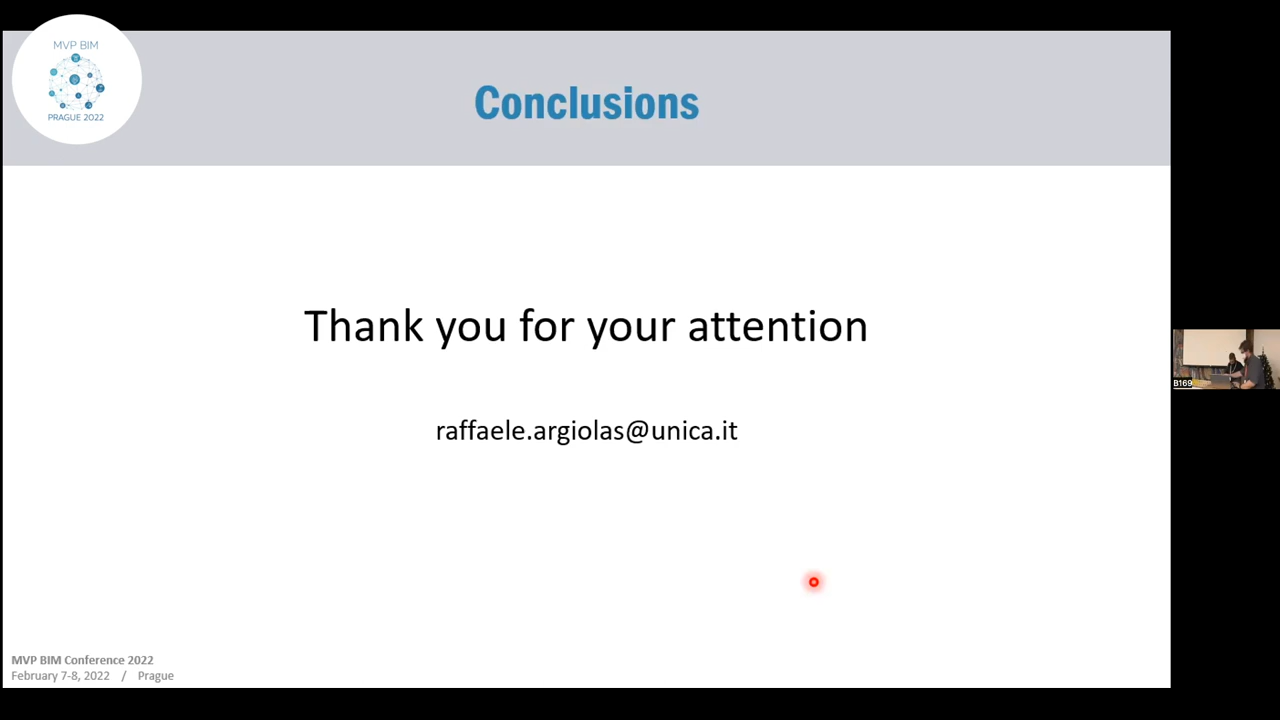 MVP BIM
PRAGUE 2022
Conclusions
Thank you for your attention
raffaele.argiolas@unica.it
B169
MVP BIM Conference 2022
February 7-8, 2022 / Prague